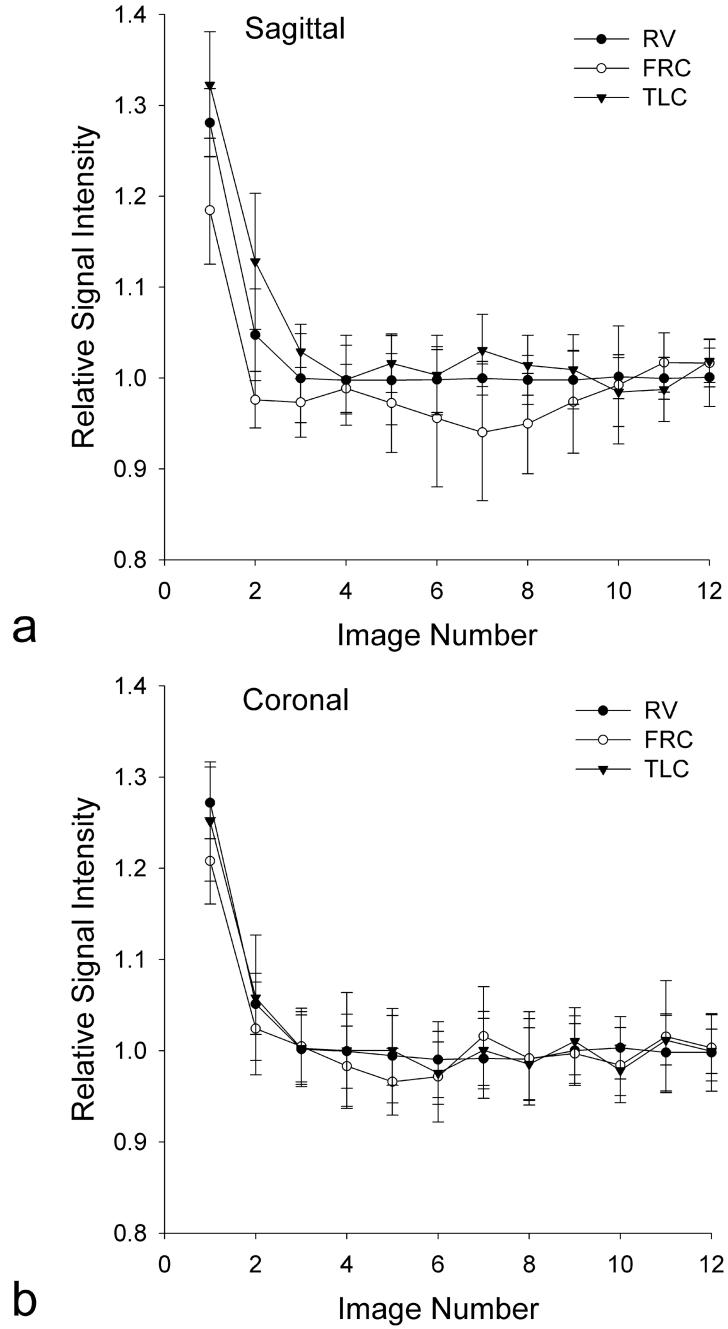 Sagittal
RV
FRC
TLC
1.4
1.3
1.2
1.1
1.0
0.9
0.8
Relative Signal Intensity
0 2 4 6 8 10 12
Image Number
a
Coronal
RV
FRC
TLC
1.4
1.3
1.2
1.1
1.0
0.9
0.8
Relative Signal Intensity
0 2 4 6 8 10 12
Image Number
b